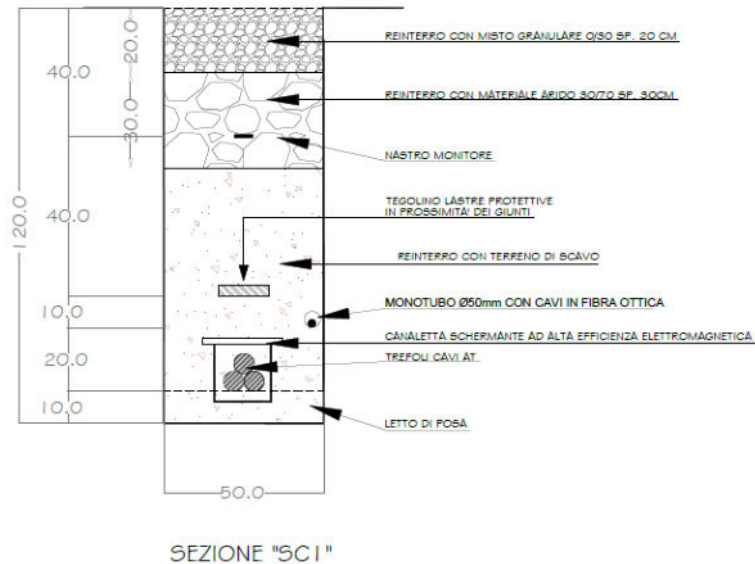 20.0
REINTERRO CON MISTO GRANULARE 0/30 SP. 20 CM
40.0
REINTERRO CON MATERIALE ARIDO 30/70 SP. 30CM
30.0
NASTRO MONITORE
TEGOLINO LASTRE PROTETTIVE
IN PROSSIMITA' DEI GIUNTI
120.0
40.0
REINTERRO CON TERRENO DI SCAVO
MONOTUBO Ø50mm CON CAVI IN FIBRA OTTICA
10.0
CANALETTA SCHERMANTE AD ALTA EFFICIENZA ELETTROMAGNETICA
TREFOLI CAVI AT
20.0
10.0
LETTO DI POSA
50.0
SEZIONE "SC1"